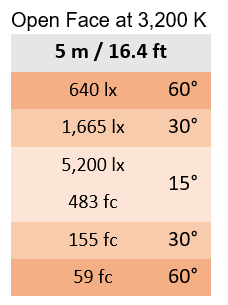 Open Face at 3,200 K
5 m / 16.4 ft
640 lx 60°
1,665 lx 30°
5,200 lx
15°
483 fc
155 fc 30°
59 fc 60°